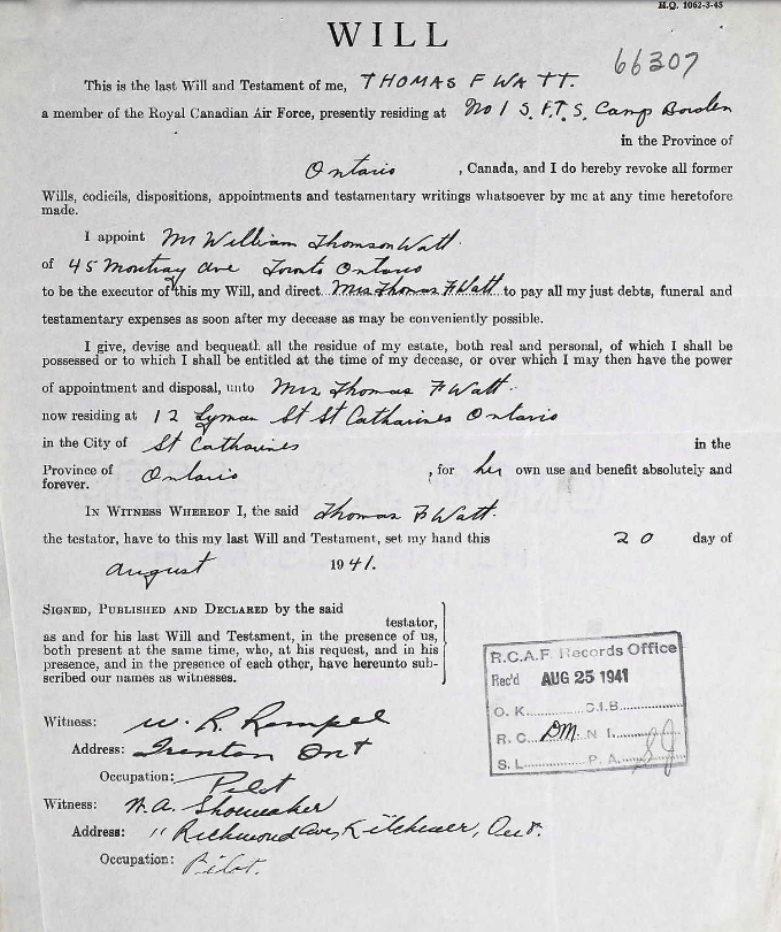 H.Q. 1062-3-45
WILL
66307
This is the last Will and Testament of me, THOMAS F WATT.
a member of the Royal Canadian Air Force, presently residing at No 1 S. F.T.S. Camp Borden
in the Province of
Ontario , Canada, and I do hereby revoke all former
Wills, codicils, dispositions, appointments and testamentary writings whatsoever by me at any time heretofore
made.
I appoint Mr William Thomson Watt.
of 45 Montray Ave Toronto Ontario
to be the executor of this my Will, and direct Mrs Thomas F Watt to pay all my just debts, funeral and
testamentary expenses as soon after my decease as may be conveniently possible.
I give, devise and bequeath all the residue of my estate, both real and personal, of which I shall be
possessed or to which I shall be entitled at the time of my decease, or over which I may then have the power
of appointment and disposal, unto Mrs Thomas F Watt.
now residing at 12 Lyman St St Catharines Ontario
in the City of St Catharines in the
Province of Ontario , for her own use and benefit absolutely and
forever.
IN WITNESS WHEREOF I, the said Thomas F Watt.
the testator, have to this my last Will and Testament, set my hand this 20 day of
August 1941.
SIGNED, PUBLISHED AND DECLARED by the said
testator,
as and for his last Will and Testament, in the presence of us,
both present at the same time, who, at his request, and in his
presence, and in the presence of each other, have hereunto sub-
scribed our names as witnesses.
R.C.A.F. Records Office
Rec'd AUG 25 1941
O. K. C.I.B.
R. C. DM. N I.
S. L. P. A. SJ
Witness: W. R. Rempel
Address: Trenton Ont
Occupation: Pilot
Witness: W.A. Shoemaker
Address: 11 Richmond Ave, Kitchener, Ont.
Occupation: Pilot.